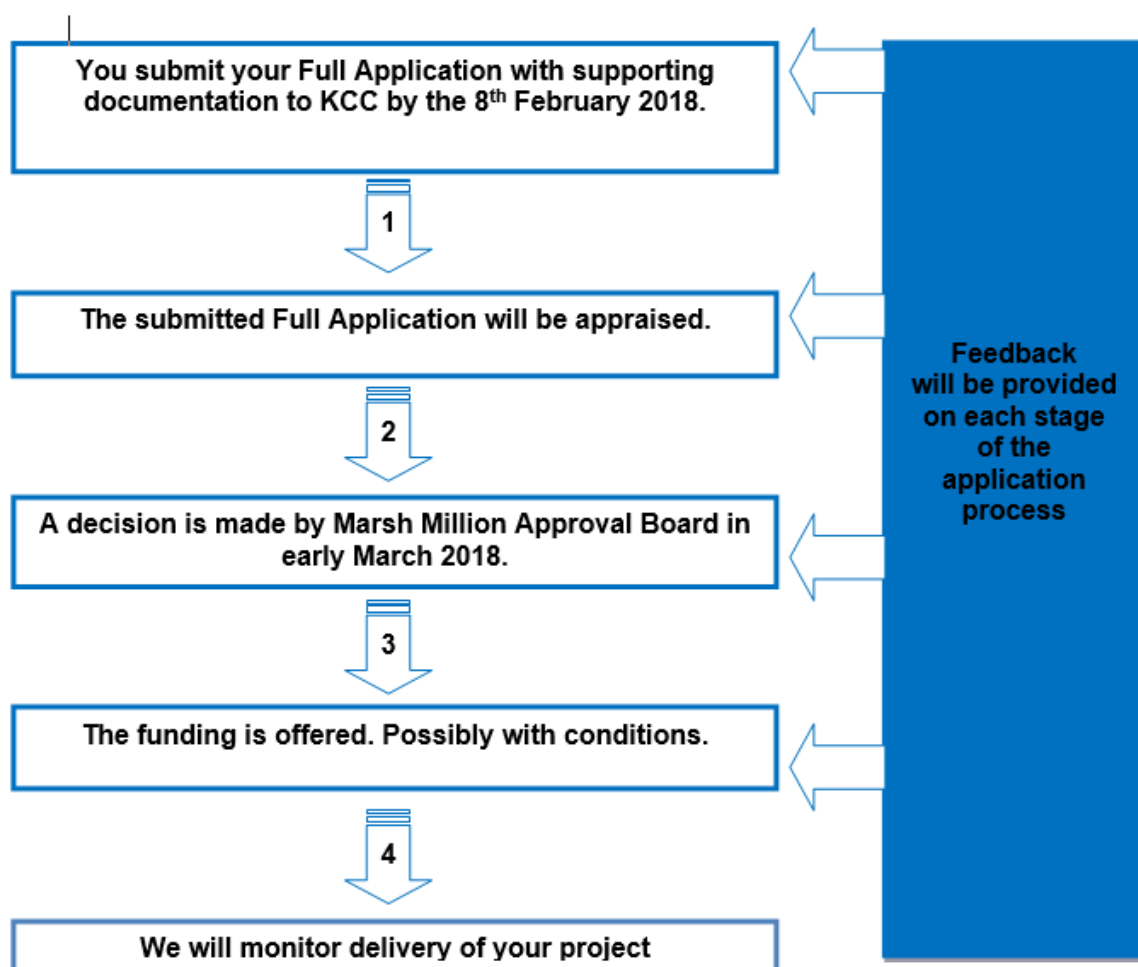 You submit your Full Application with supporting
documentation to KCC by the 8th February 2018.
1
The submitted Full Application will be appraised.
2
A decision is made by Marsh Million Approval Board in
early March 2018.
3
The funding is offered. Possibly with conditions.
4
We will monitor delivery of your project
Feedback
will be provided
on each stage
of the
application
process